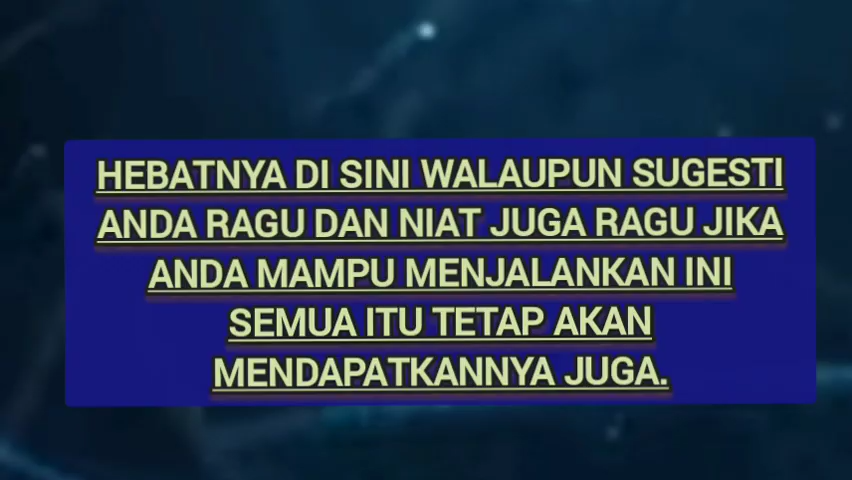 HEBATNYA DI SINI WALAUPUN SUGESTI
ANDA RAGU DAN NIAT JUGA RAGU JIKA
ANDA MAMPU MENJALANKAN INI
SEMUA ITU TETAP AKAN
MENDAPATKANNYA JUGA.